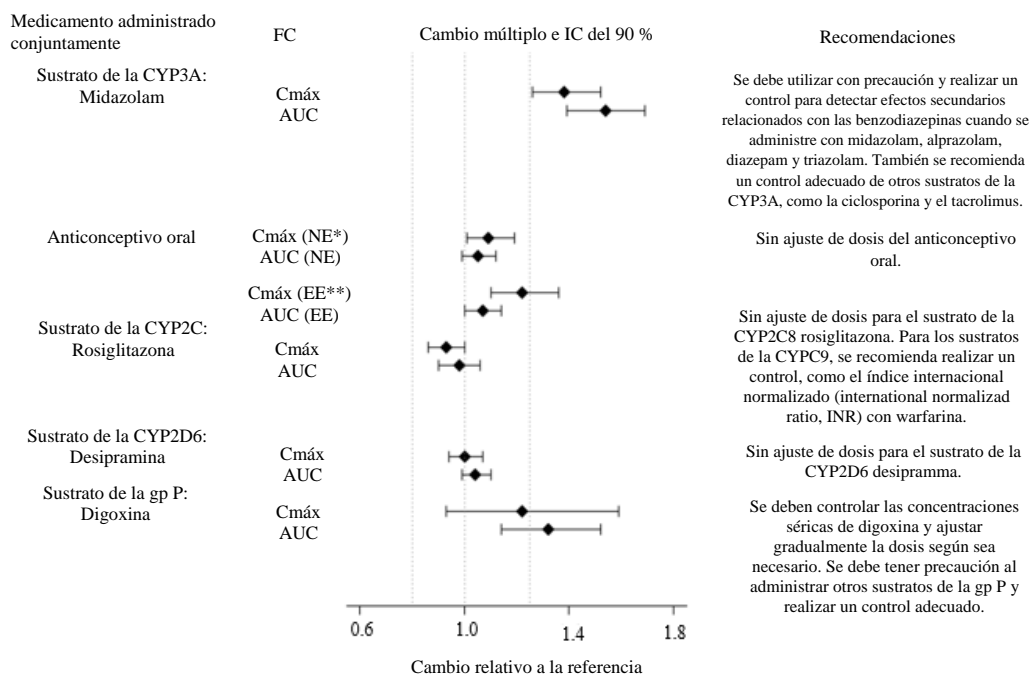 Medicamento administrado
conjuntamente
FC
Cambio múltiplo e IC del 90 %
Recomendaciones
Sustrato de la CYP3A:
Midazolam
Cmáx
AUC
Se debe utilizar con precaución y realizar un
control para detectar efectos secundarios
relacionados con las benzodiazepinas cuando se
administre con midazolam, alprazolam,
diazepam y triazolam. También se recomienda
un control adecuado de otros sustratos de la
CYP3A, como la ciclosporina y el tacrolimus.
Anticonceptivo oral
Cmáx (NE*)
AUC (NE)
Sin ajuste de dosis del anticonceptivo
oral.
Cmáx (EE**)
AUC (EE)
Sustrato de la CYP2C:
Rosiglitazona
Cmáx
AUC
Sin ajuste de dosis para el sustrato de la
CYP2C8 rosiglitazona. Para los sustratos
de la CYPC9, se recomienda realizar un
control, como el índice internacional
normalizado (international normalizad
ratio, INR) con warfarina.
Sustrato de la CYP2D6:
Desipramina
Cmáx
AUC
Sin ajuste de dosis para el sustrato de la
CYP2D6 desipramma.
Sustrato de la gp P:
Digoxina
Cmáx
AUC
Se deben controlar las concentraciones
séricas de digoxina y ajustar
gradualmente la dosis según sea
necesario. Se debe tener precaución al
administrar otros sustratos de la gp P y
realizar un control adecuado.
0.6 1.0 1.4 1.8
Cambio relativo a la referencia